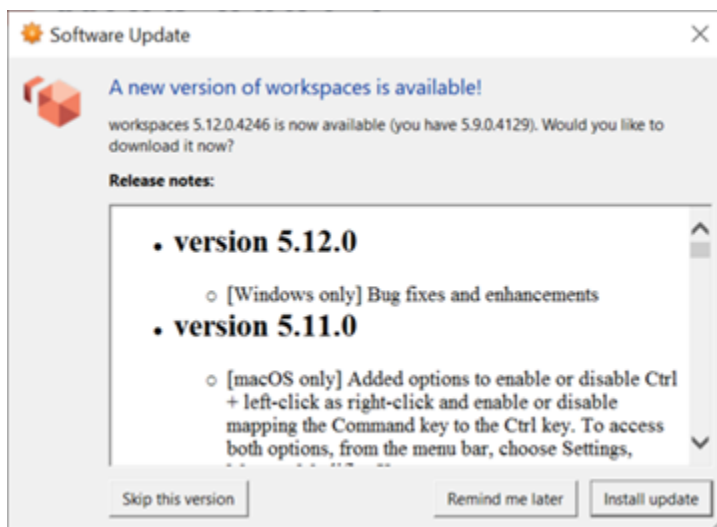 Software Update
A new version of workspaces is available!
workspaces 5.12.0.4246 is now available (you have 5.9.0.4129). Would you like to
download it now?
Release notes:
• version 5.12.0
○ [Windows only] Bug fixes and enhancements
• version 5.11.0
○ [macOS only] Added options to enable or disable Ctrl
+ left-click as right-click and enable or disable
mapping the Command key to the Ctrl key. To access
both options, from the menu bar, choose Settings,
Skip this version
Remind me later
Install update